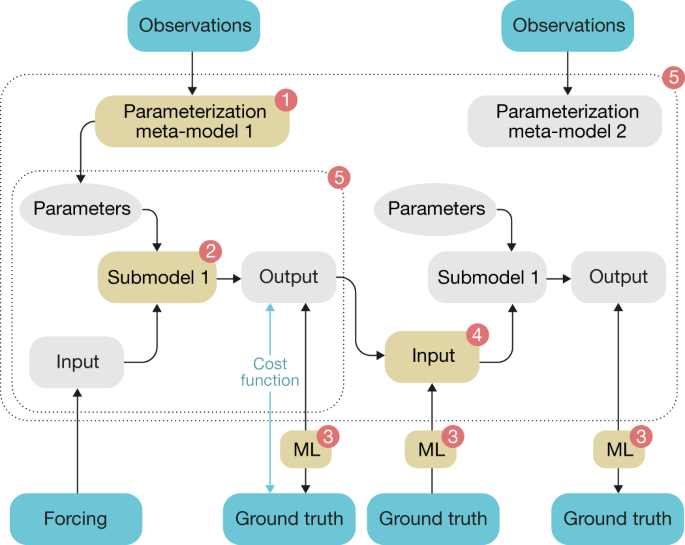 Observations
Observations
5
1
Parameterization
meta-model 1
Parameterization
meta-model 2
5
Parameters
Parameters
2
Submodel 1
Output
Submodel 1
Output
4
Input
Cost
function
Input
3
ML
3
ML
3
ML
Forcing
Ground truth
Ground truth
Ground truth